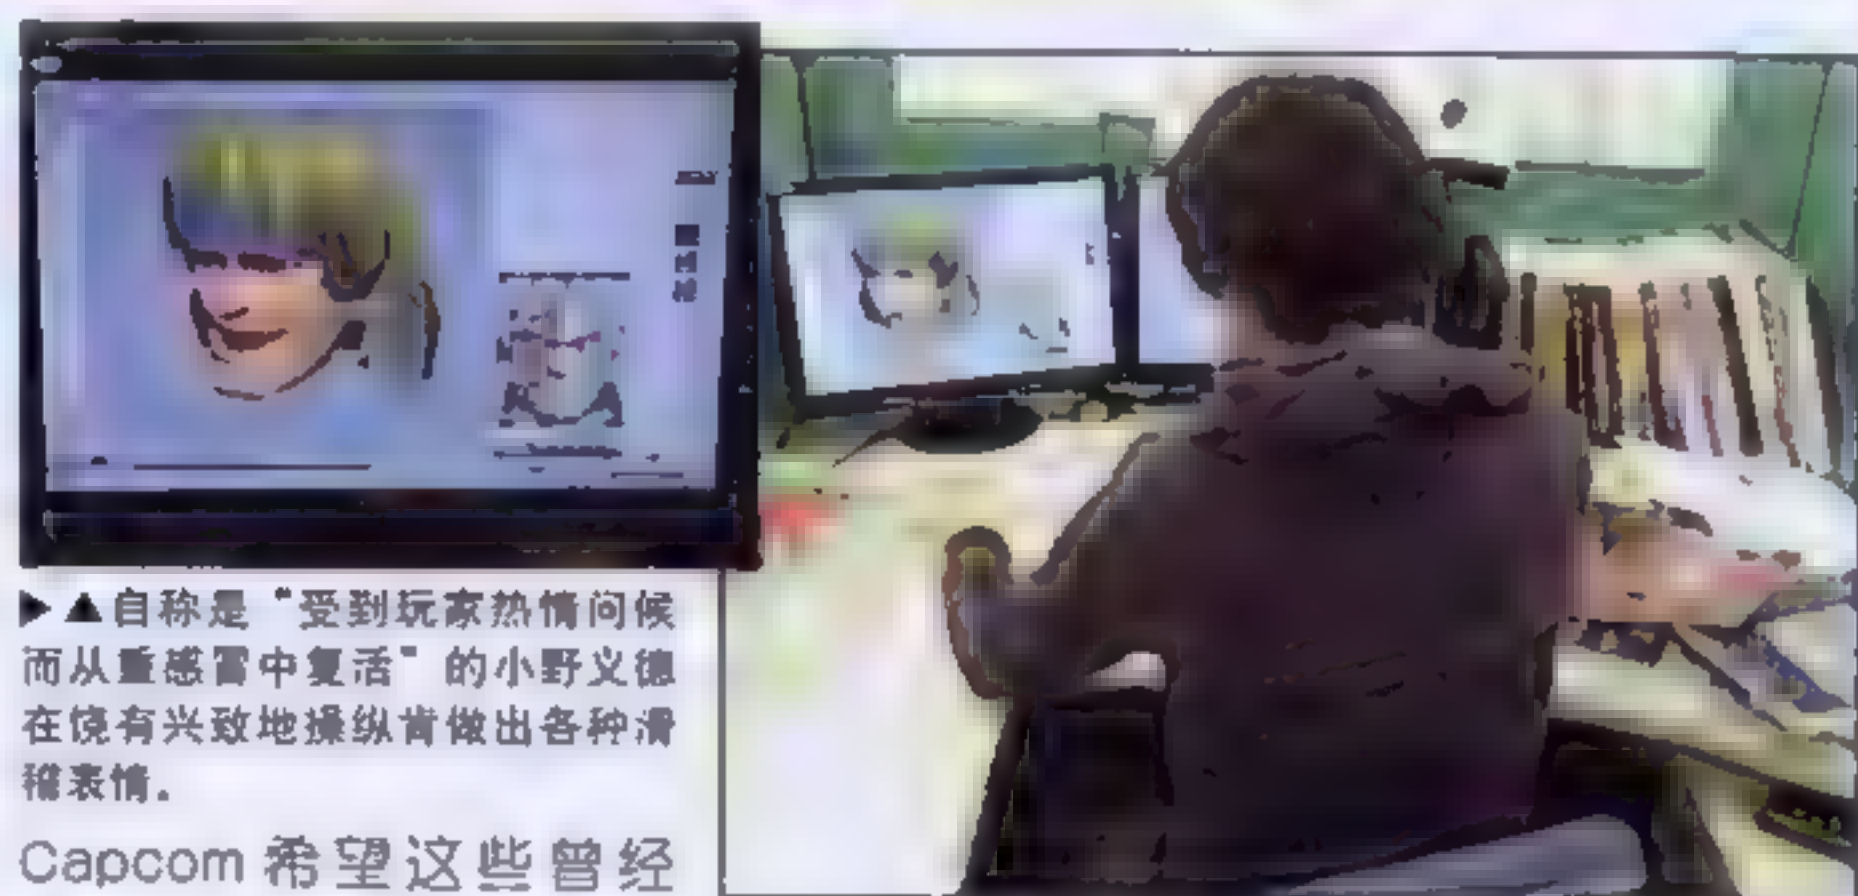 ▶▲自称是“受到玩家热情问候
而从重感冒中复活”的小野义德
在饶有兴致地操纵肯做出各种滑
稽表情。
Capcom 希望这些曾经